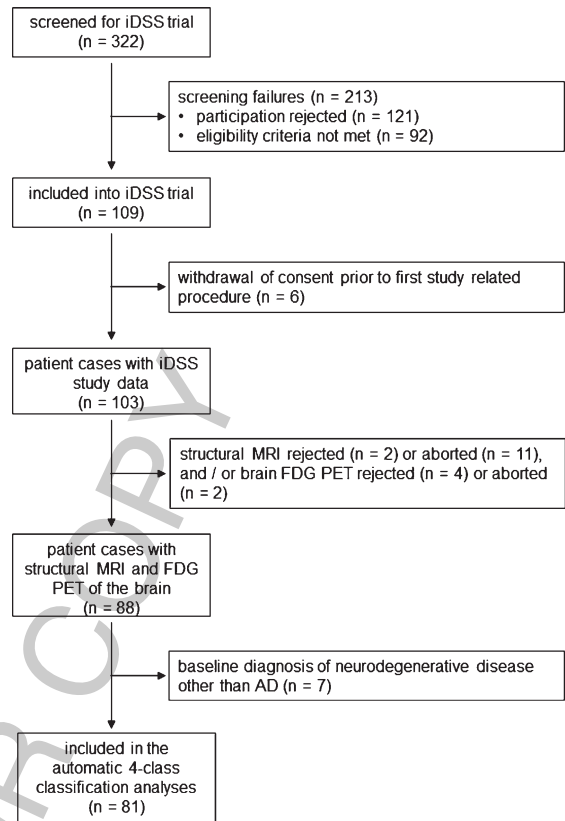 screened for iDSS trial
(n = 322)
screening failures (n = 213)
• participation rejected (n = 121)
• eligibility criteria not met (n = 92)
included into iDSS trial
(n = 109)
withdrawal of consent prior to first study related
procedure (n = 6)
patient cases with iDSS
study data
(n = 103)
structural MRI rejected (n = 2) or aborted (n = 11),
and / or brain FDG PET rejected (n = 4) or aborted
(n = 2)
patient cases with
structural MRI and FDG
PET of the brain
(n = 88)
baseline diagnosis of neurodegenerative disease
other than AD (n = 7)
included in the
automatic 4-class
classification analyses
(n = 81)
R COPY